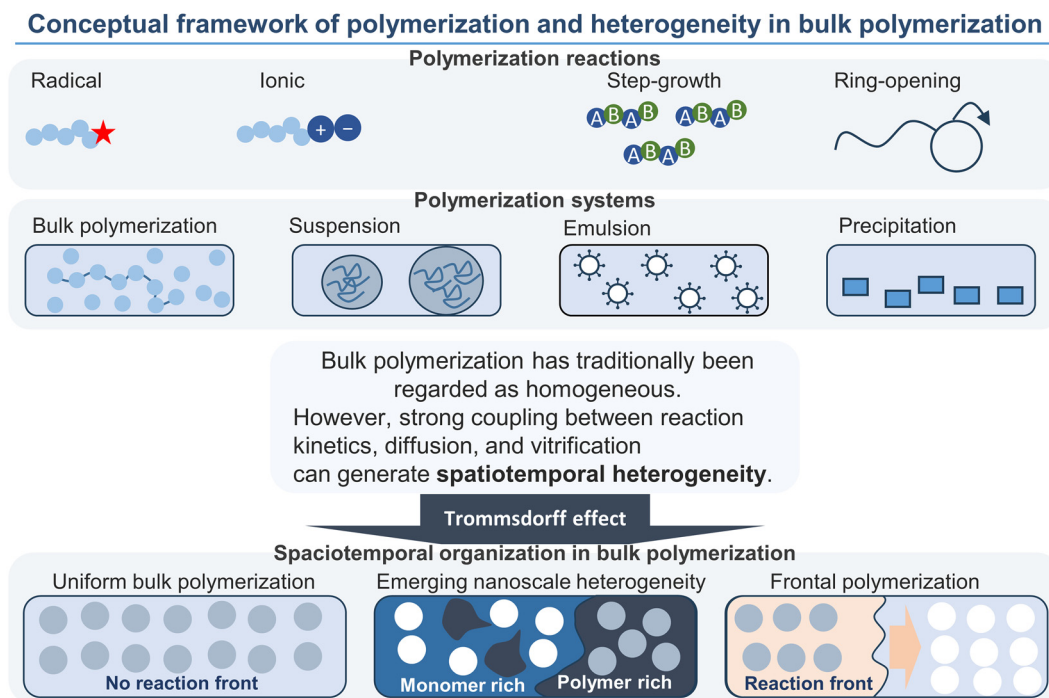 Conceptual framework of polymerization and heterogeneity in bulk polymerization
Polymerization reactions
Radical
Ionic
Step-growth
Ring-opening
+ −
A B A B
A B A B
A B A B
Polymerization systems
Bulk polymerization
Suspension
Emulsion
Precipitation
Bulk polymerization has traditionally been
regarded as homogeneous.
However, strong coupling between reaction
kinetics, diffusion, and vitrification
can generate spatiotemporal heterogeneity.
Trommsdorff effect
Spaciotemporal organization in bulk polymerization
Uniform bulk polymerization
Emerging nanoscale heterogeneity
Frontal polymerization
No reaction front
Monomer rich
Polymer rich
Reaction front